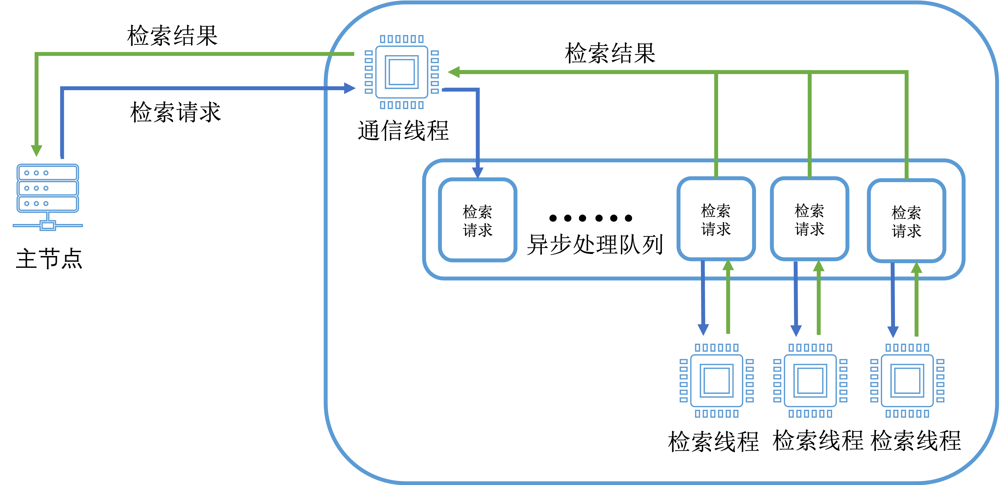 检索结果
检索结果
检索请求
通信线程
检索
请求
异步处理队列
检索
请求
检索
请求
检索
请求
主节点
检索线程
检索线程
检索线程